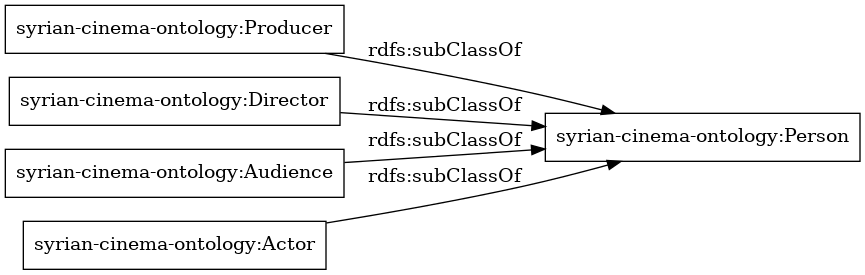 syrian-cinema-ontology:Producer
rdfs:subClassOf
syrian-cinema-ontology:Director
rdfs:subClassOf
syrian-cinema-ontology:Person
rdfs:subClassOf
syrian-cinema-ontology:Audience
rdfs:subClassOf
syrian-cinema-ontology:Actor